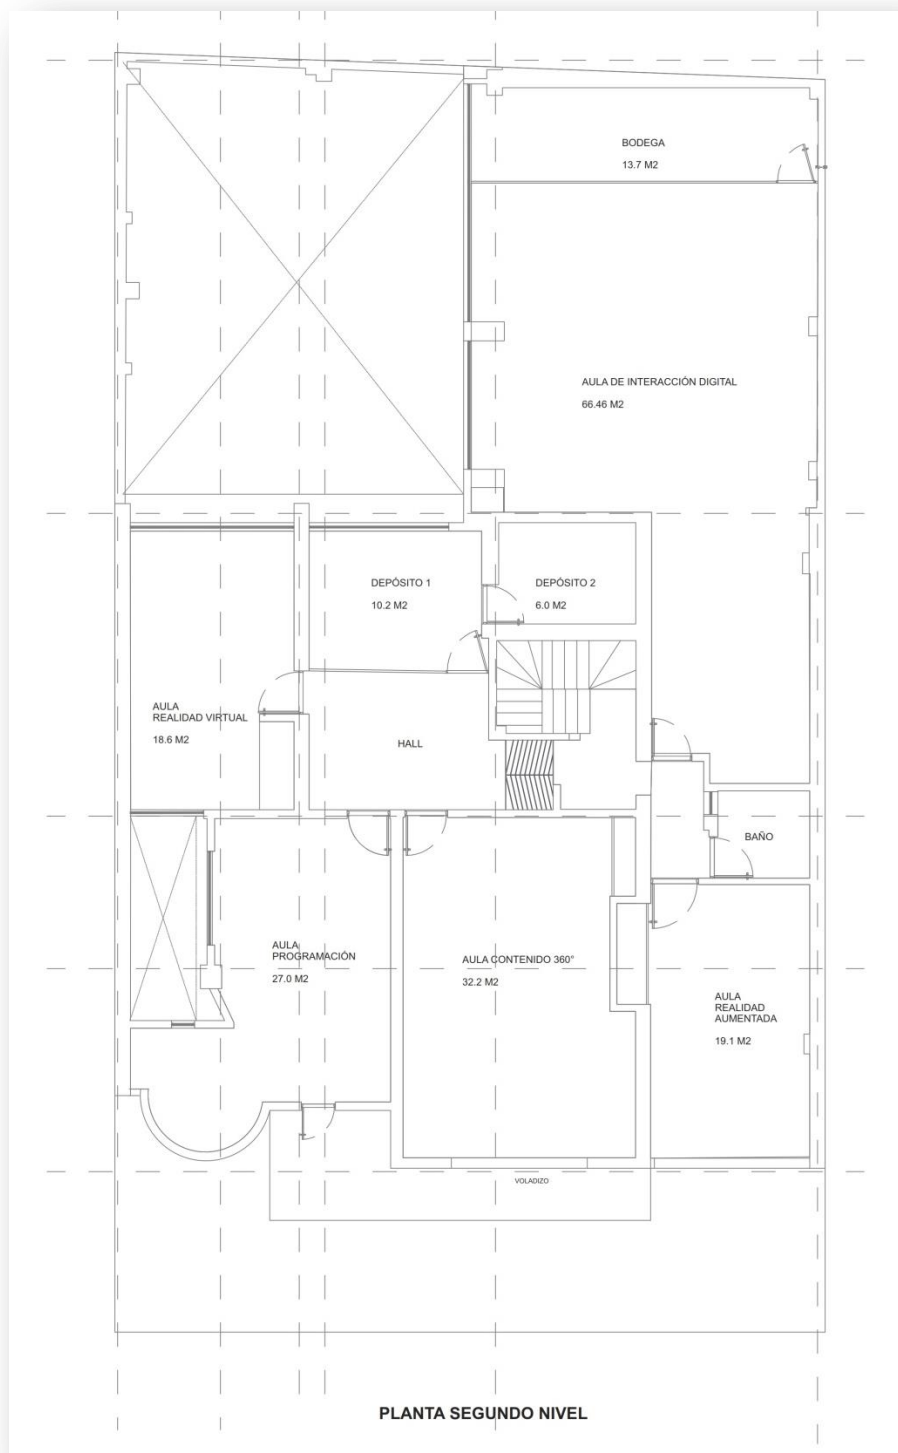 BODEGA
13.7 M2
AULA DE INTERACCIÓN DIGITAL
66.46 M2
DEPÓSITO 1
10.2 M2
DEPÓSITO 2
6.0 M2
AULA
REALIDAD VIRTUAL
18.6 M2
HALL
BAÑO
AULA
PROGRAMACIÓN
27.0 M2
AULA CONTENIDO 360°
32.2 M2
AULA
REALIDAD
AUMENTADA
19.1 M2
VOLADIZO
PLANTA SEGUNDO NIVEL